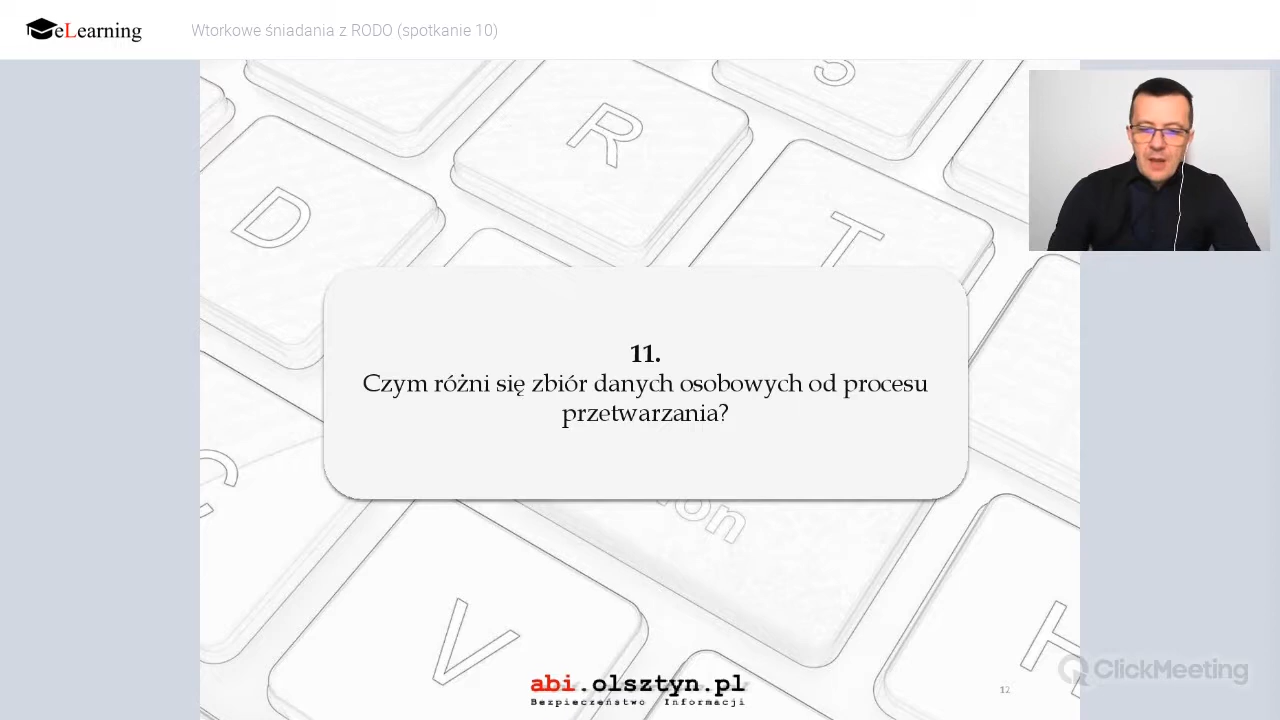 eLearning
Wtorkowe śniadania z RODO (spotkanie 10)
S
R
D
T
11.
Czym różni się zbiór danych osobowych od procesu
przetwarzania?
C
on
V
H
abi.olsztyn.pl
Bezpieczeństwo Informacji
12
ClickMeeting